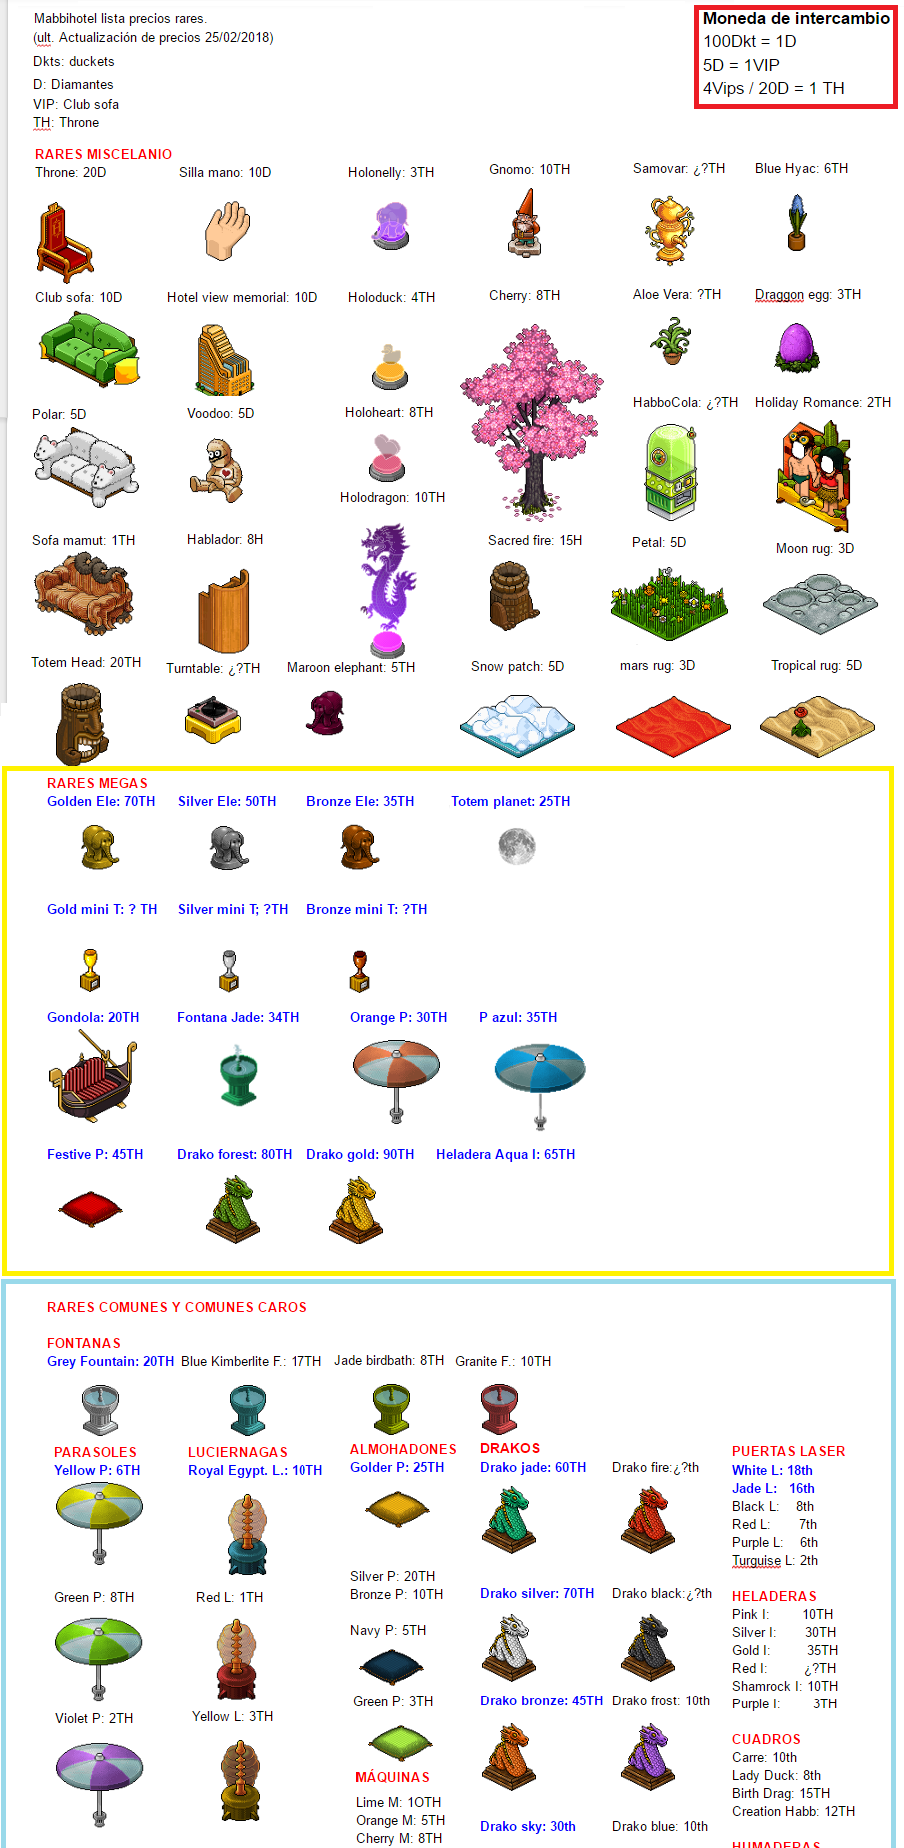 Mabbihotel lista precios rares.
(ult. Actualización de precios 25/02/2018)
Dkts: duckets
D: Diamantes
VIP: Club sofa
TH: Throne
Moneda de intercambio
100Dkt = 1D
5D = 1VIP
4Vips / 20D = 1 TH
RARES MISCELANIO
Throne: 20D
Silla mano: 10D
Holonelly: 3TH
Gnomo: 10TH
Samovar: ¿?TH
Blue Hyac: 6TH
Club sofa: 10D
Hotel view memorial: 10D
Holoduck: 4TH
Cherry: 8TH
Aloe Vera: ?TH
Draggon egg: 3TH
Polar: 5D
Voodoo: 5D
Holoheart: 8TH
HabboCola: ¿?TH
Holiday Romance: 2TH
Holodragon: 10TH
Sofa mamut: 1TH
Hablador: 8H
Sacred fire: 15H
Petal: 5D
Moon rug: 3D
Totem Head: 20TH
Turntable: ¿?TH
Maroon elephant: 5TH
Snow patch: 5D
mars rug: 3D
Tropical rug: 5D
RARES MEGAS
Golden Ele: 70TH
Silver Ele: 50TH
Bronze Ele: 35TH
Totem planet: 25TH
Gold mini T: ? TH
Silver mini T; ?TH
Bronze mini T: ?TH
Gondola: 20TH
Fontana Jade: 34TH
Orange P: 30TH
P azul: 35TH
Festive P: 45TH
Drako forest: 80TH
Drako gold: 90TH
Heladera Aqua I: 65TH
RARES COMUNES Y COMUNES CAROS
FONTANAS
Grey Fountain: 20TH
Blue Kimberlite F.: 17TH
Jade birdbath: 8TH
Granite F.: 10TH
PARASOLES
Yellow P: 6TH
Green P: 8TH
Violet P: 2TH
LUCIERNAGAS
Royal Egypt. L.: 10TH
Red L: 1TH
Yellow L: 3TH
ALMOHADONES
Golder P: 25TH
Silver P: 20TH
Bronze P: 10TH
Navy P: 5TH
Green P: 3TH
MÁQUINAS
Lime M: 1OTH
Orange M: 5TH
Cherry M: 8TH
DRAKOS
Drako jade: 60TH
Drako fire:¿?th
Drako silver: 70TH
Drako black:¿?th
Drako bronze: 45TH
Drako frost: 10th
Drako sky: 30th
Drako blue: 10th
PUERTAS LASER
White L: 18th
Jade L: 16th
Black L: 8th
Red L: 7th
Purple L: 6th
Turguise L: 2th
HELADERAS
Pink I: 10TH
Silver I: 30TH
Gold I: 35TH
Red I: ¿?TH
Shamrock I: 10TH
Purple I: 3TH
CUADROS
Carre: 10th
Lady Duck: 8th
Birth Drag: 15TH
Creation Habb: 12TH
HUMADERAS